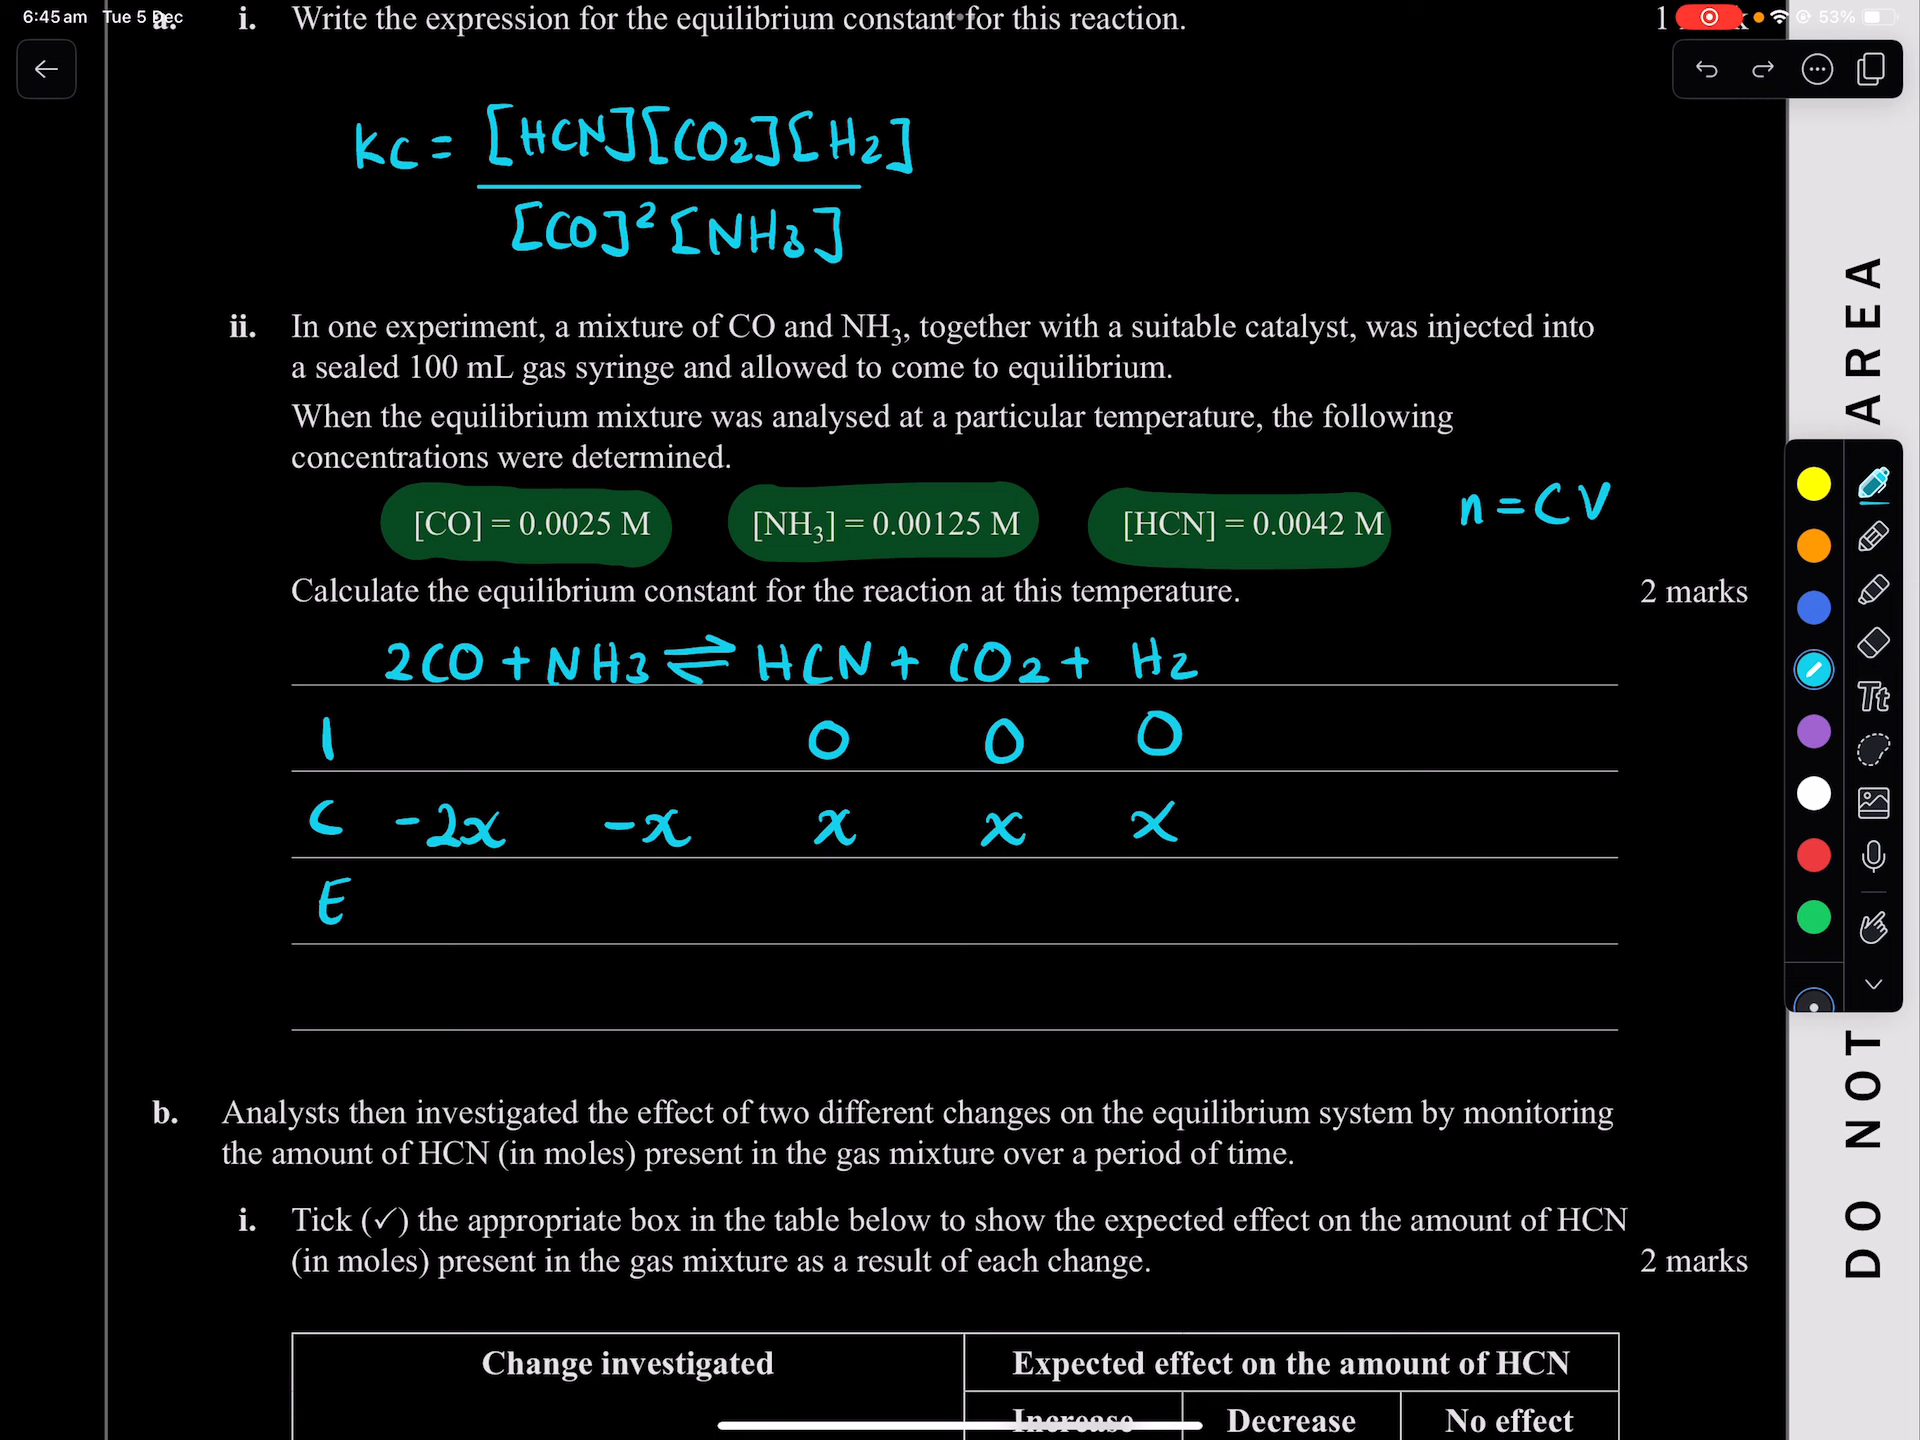 6:45 am Tue 5 Dec
53%
a. i. Write the expression for the equilibrium constant for this reaction. 1
Kc = [HCN][CO2][H2]
[CO]² [NH3]
ii. In one experiment, a mixture of CO and NH₃, together with a suitable catalyst, was injected into
a sealed 100 mL gas syringe and allowed to come to equilibrium.
When the equilibrium mixture was analysed at a particular temperature, the following
concentrations were determined.
[CO] = 0.0025 M [NH₃] = 0.00125 M [HCN] = 0.0042 M n = CV
Calculate the equilibrium constant for the reaction at this temperature. 2 marks
2CO + NH3 ⇌ HCN + CO2 + H2
I 0 0 0
C -2x -x x x x
E
b. Analysts then investigated the effect of two different changes on the equilibrium system by monitoring
the amount of HCN (in moles) present in the gas mixture over a period of time.
i. Tick (✓) the appropriate box in the table below to show the expected effect on the amount of HCN
(in moles) present in the gas mixture as a result of each change. 2 marks
Change investigated Expected effect on the amount of HCN
Increase Decrease No effect
DO NOT AREA
Tt